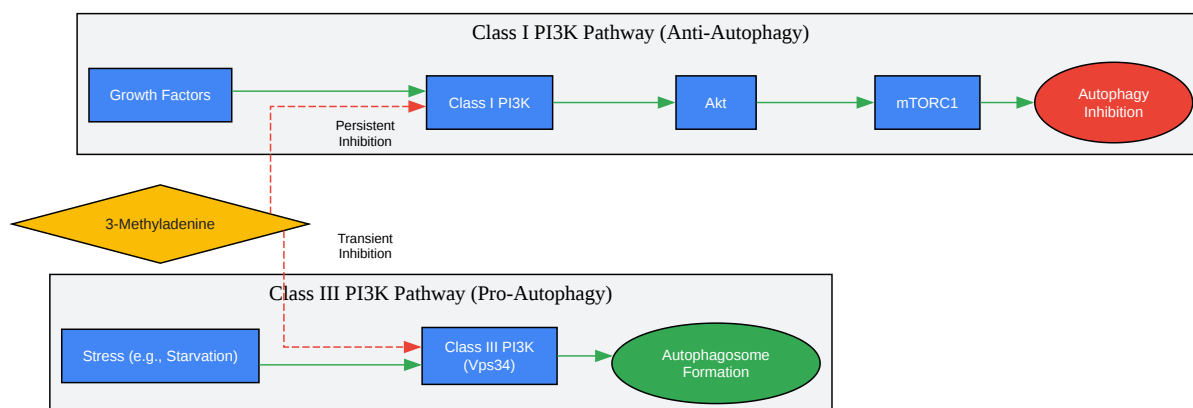 Class I PI3K Pathway (Anti-Autophagy)
Growth Factors
Class I PI3K
Akt
mTORC1
Autophagy
Inhibition
Persistent
Inhibition
3-Methyladenine
Transient
Inhibition
Class III PI3K Pathway (Pro-Autophagy)
Stress (e.g., Starvation)
Class III PI3K
(Vps34)
Autophagosome
Formation